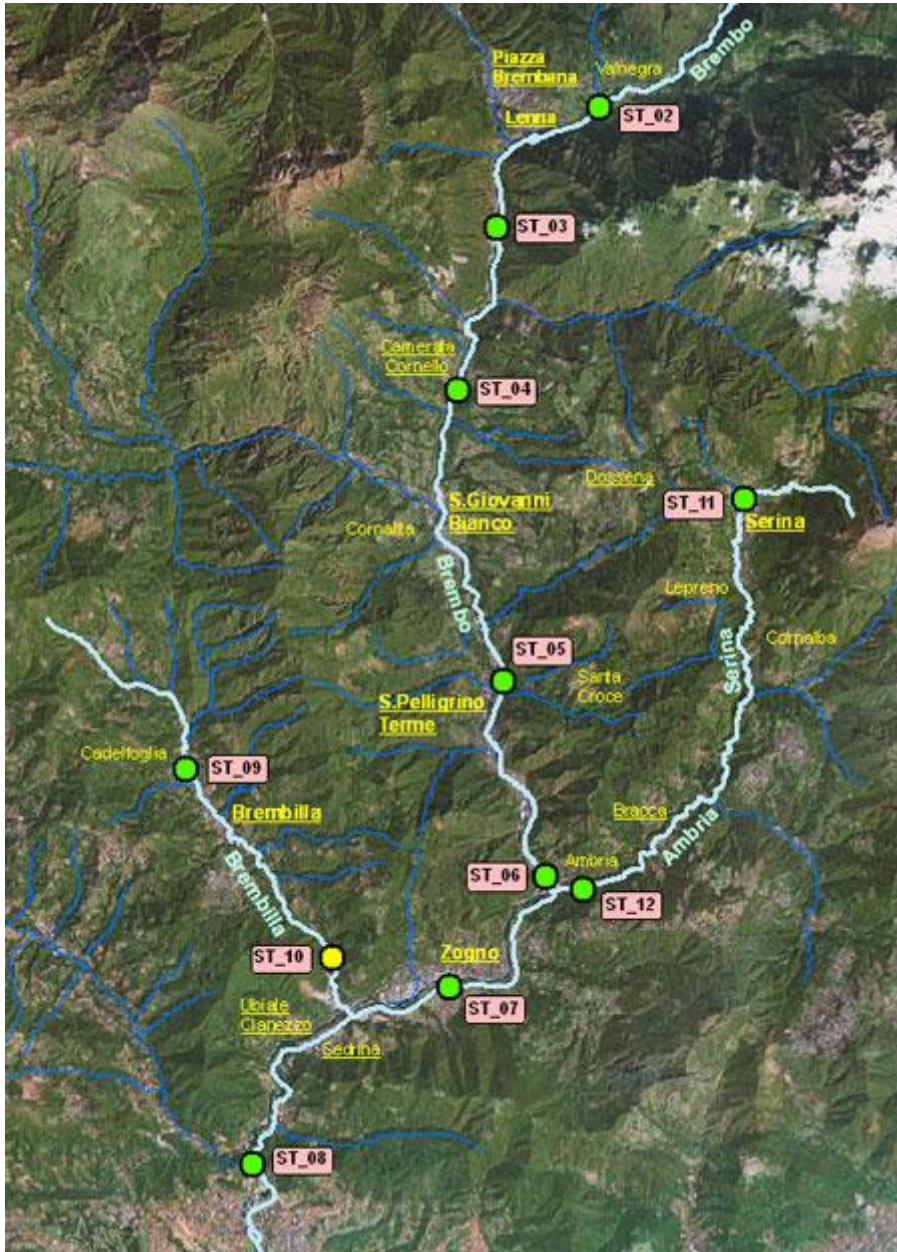 Piazza
Brembana
Valnegra
Brembo
Lenna
ST_02
ST_03
Camerata
Cornello
ST_04
Dossena
ST_11
Serina
S.Giovanni
Bianco
Cornalita
Brembo
Lepreno
Cornalba
Serina
ST_05
Santa
Croce
S.Pelligrino
Terme
Cadelfoglia
ST_09
Brembilla
Brembilla
Bracca
Ambria
Ambria
ST_06
ST_12
ST_10
Zogno
ST_07
Ubiale
Clanezzo
Sedrina
ST_08